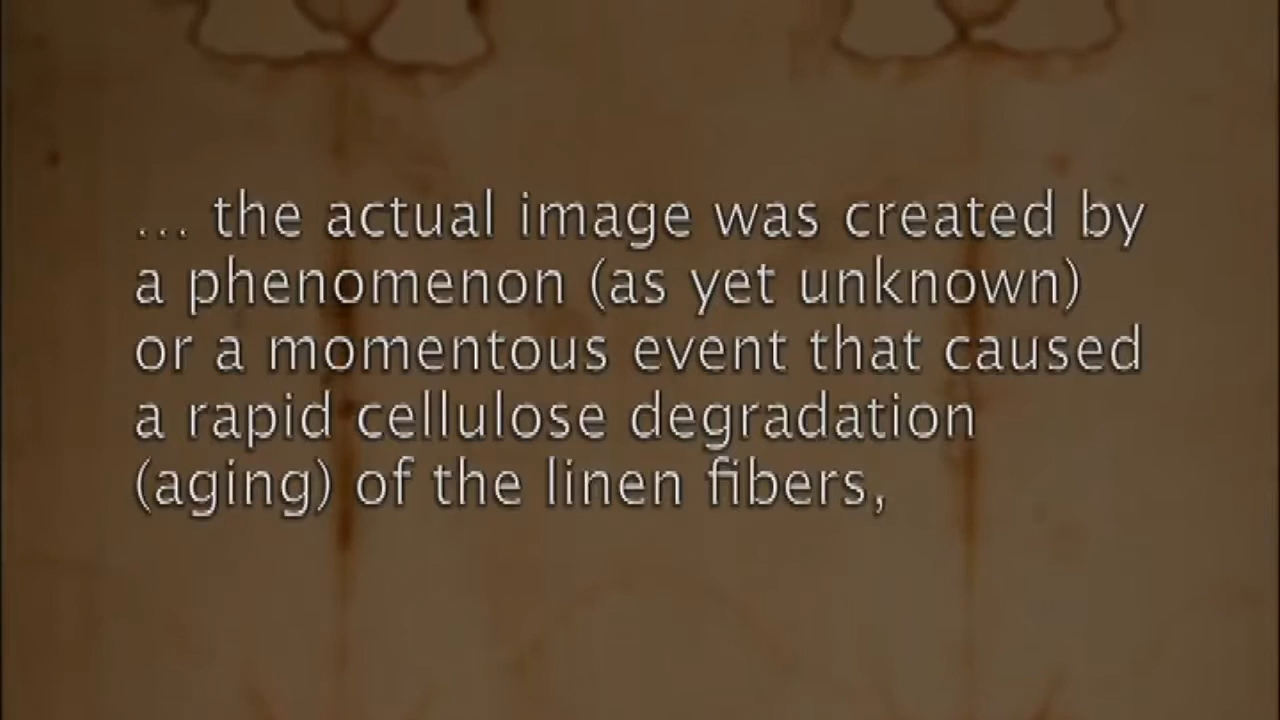 ... the actual image was created by
a phenomenon (as yet unknown)
or a momentous event that caused
a rapid cellulose degradation
(aging) of the linen fibers,